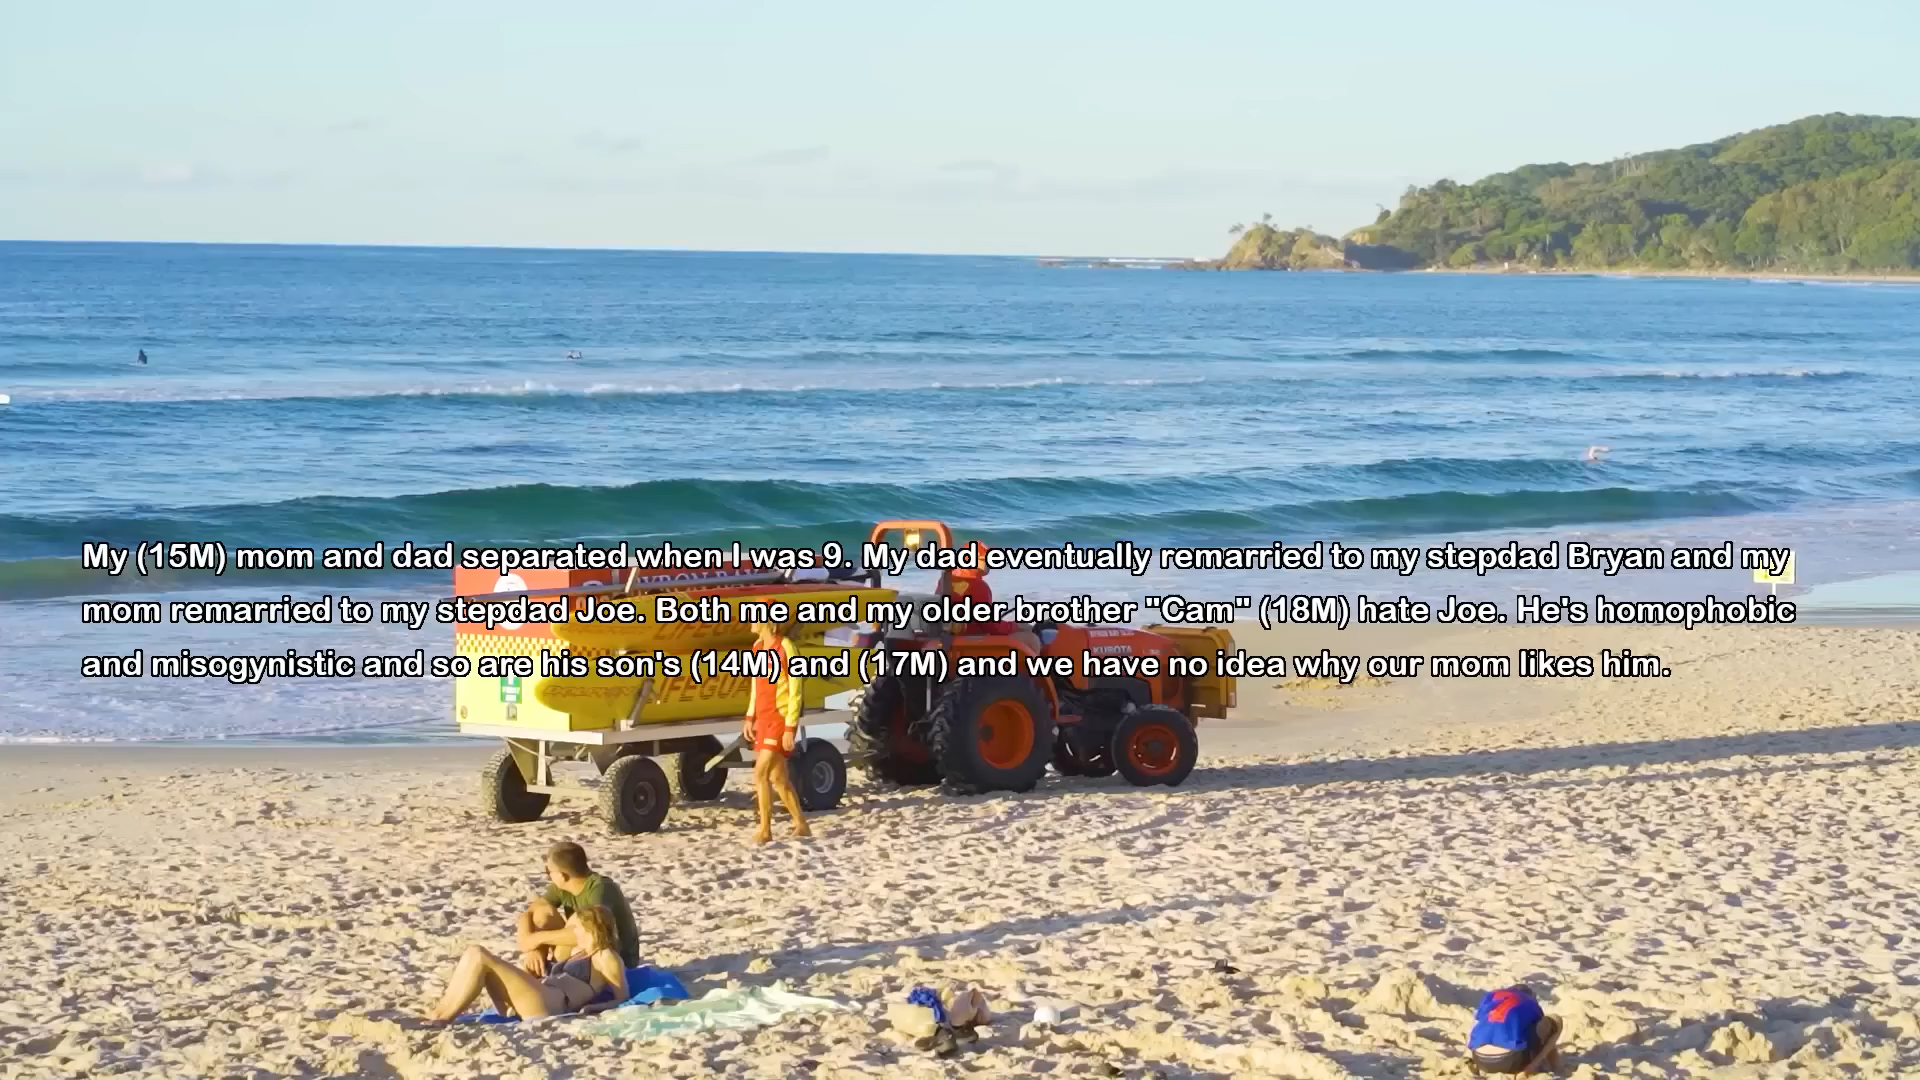 My (15M) mom and dad separated when I was 9. My dad eventually remarried to my stepdad Bryan and my
mom remarried to my stepdad Joe. Both me and my older brother "Cam" (18M) hate Joe. He's homophobic
and misogynistic and so are his son's (14M) and (17M) and we have no idea why our mom likes him.
KUBOTA
7